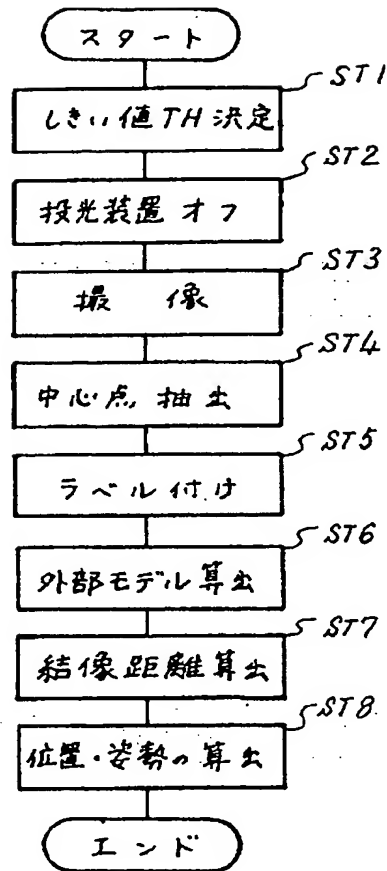 スタート
ST1
しきい値TH決定
ST2
投光装置オフ
ST3
撮 像
ST4
中心点抽出
ST5
ラベル付け
ST6
外部モデル算出
ST7
結像距離算出
ST8
位置・姿勢の算出
エンド